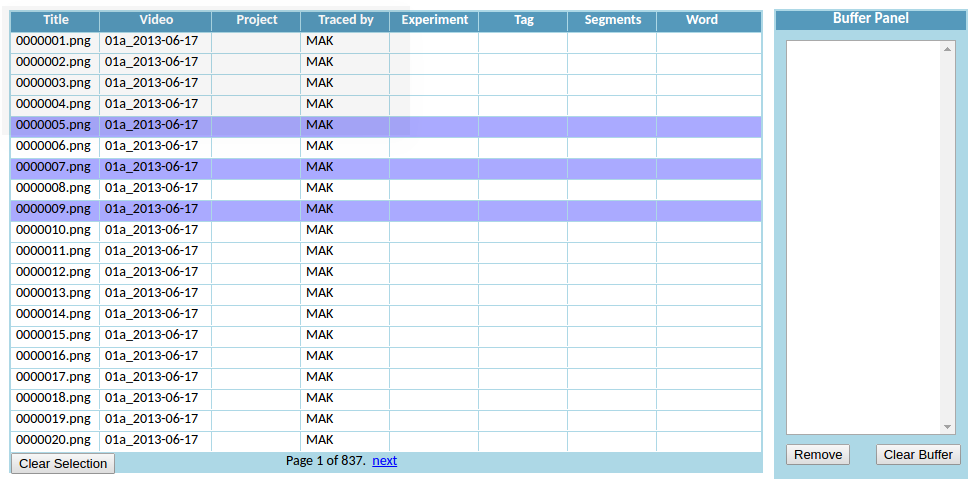 Title Video Project Traced by Experiment Tag Segments Word
0000001.png 01a_2013-06-17 MAK
0000002.png 01a_2013-06-17 MAK
0000003.png 01a_2013-06-17 MAK
0000004.png 01a_2013-06-17 MAK
0000005.png 01a_2013-06-17 MAK
0000006.png 01a_2013-06-17 MAK
0000007.png 01a_2013-06-17 MAK
0000008.png 01a_2013-06-17 MAK
0000009.png 01a_2013-06-17 MAK
0000010.png 01a_2013-06-17 MAK
0000011.png 01a_2013-06-17 MAK
0000012.png 01a_2013-06-17 MAK
0000013.png 01a_2013-06-17 MAK
0000014.png 01a_2013-06-17 MAK
0000015.png 01a_2013-06-17 MAK
0000016.png 01a_2013-06-17 MAK
0000017.png 01a_2013-06-17 MAK
0000018.png 01a_2013-06-17 MAK
0000019.png 01a_2013-06-17 MAK
0000020.png 01a_2013-06-17 MAK
Clear Selection Page 1 of 837. next
Buffer Panel
Remove Clear Buffer